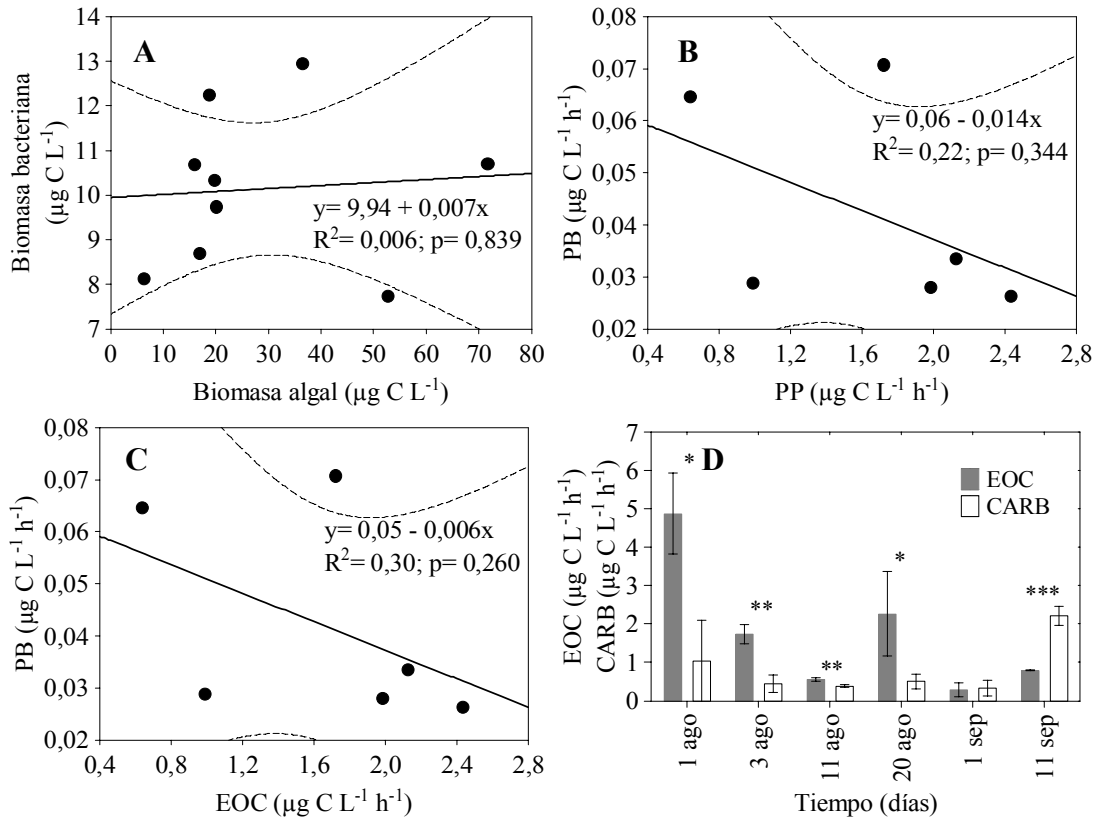 A
Biomasa bacteriana
(µg C L-1)
14
13
12
11
10
9
8
7
y= 9,94 + 0,007x
R2= 0,006; p= 0,839
0 10 20 30 40 50 60 70 80
Biomasa algal (µg C L-1)
B
PB (µg C L-1 h-1)
0,08
0,07
0,06
0,05
0,04
0,03
0,02
y= 0,06 - 0,014x
R2= 0,22; p= 0,344
0,4 0,8 1,2 1,6 2,0 2,4 2,8
PP (µg C L-1 h-1)
C
PB (µg C L-1 h-1)
0,08
0,07
0,06
0,05
0,04
0,03
0,02
y= 0,05 - 0,006x
R2= 0,30; p= 0,260
0,4 0,8 1,2 1,6 2,0 2,4 2,8
EOC (µg C L-1 h-1)
D
EOC (µg C L-1 h-1)
CARB (µg C L-1 h-1)
7
6
5
4
3
2
1
0
EOC
CARB
*
**
**
*
***
1 ago
3 ago
11 ago
20 ago
1 sep
11 sep
Tiempo (días)